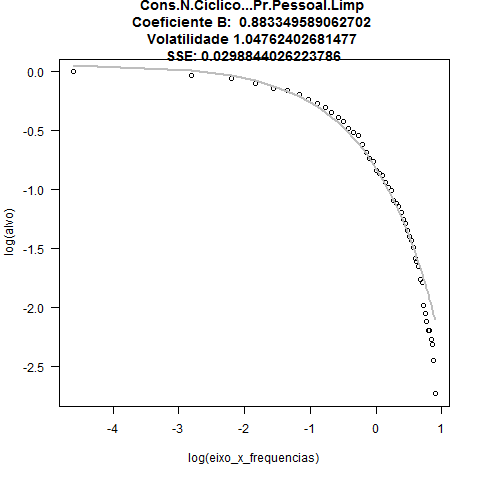 Cons.N.Ciclico...Pr.Pessoal.Limp
Coeficiente B:  0.883349589062702
Volatilidade 1.04762402681477
SSE: 0.0298844026223786
0.0
-0.5
-1.0
-1.5
-2.0
-2.5
log(alvo)
-4
-3
-2
-1
0
1
log(eixo_x_frequencias)